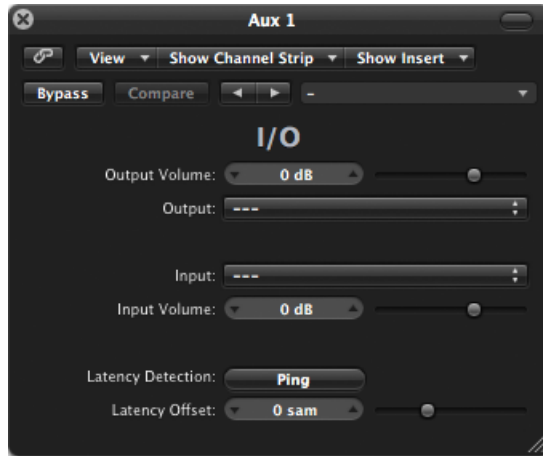 Aux 1
View Show Channel Strip Show Insert
Bypass Compare -
I/O
Output Volume: 0 dB
Output: ---
Input: ---
Input Volume: 0 dB
Latency Detection: Ping
Latency Offset: 0 sam